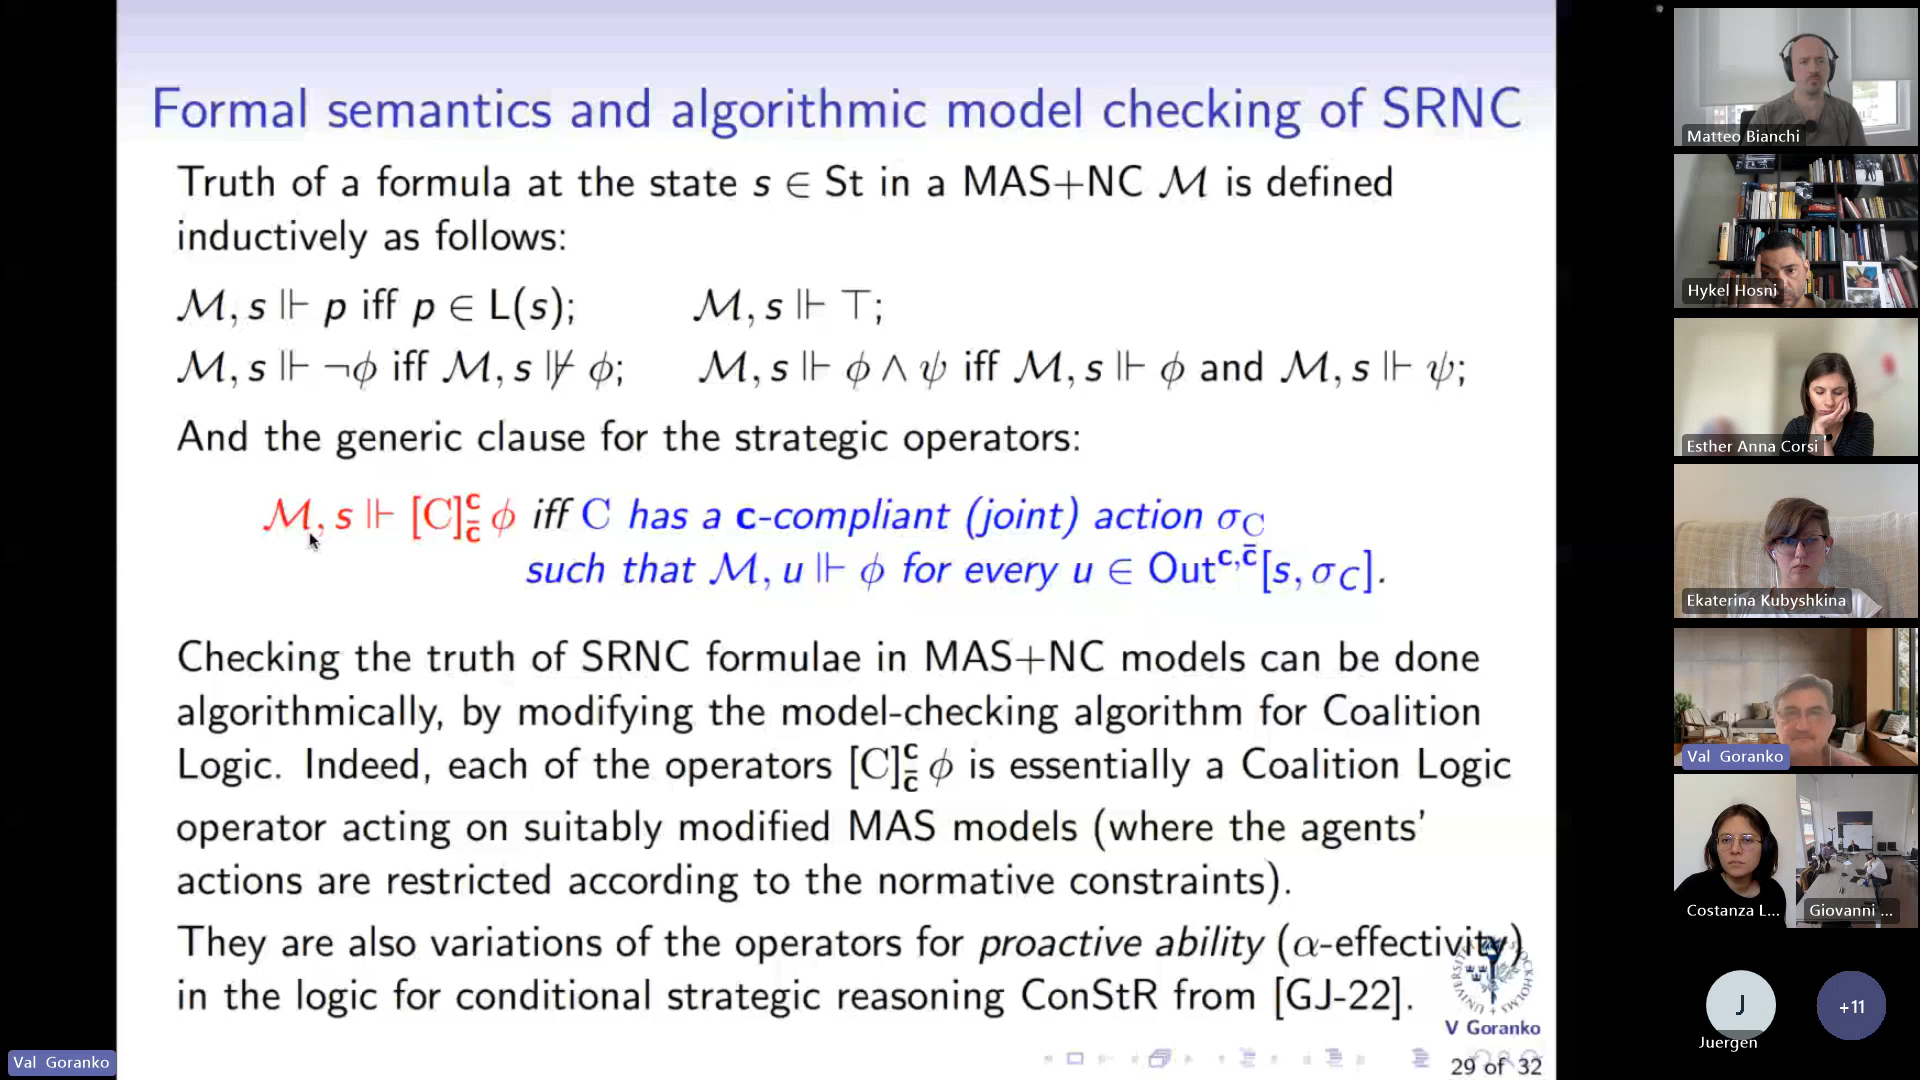 Formal semantics and algorithmic model checking of SRNC
Truth of a formula at the state s ∈ St in a MAS+NC ℳ is defined
inductively as follows:
ℳ, s ⊩ p iff p ∈ L(s); ℳ, s ⊩ ⊤;
ℳ, s ⊩ ¬ϕ iff ℳ, s ⊮ ϕ; ℳ, s ⊩ ϕ ∧ ψ iff ℳ, s ⊩ ϕ and ℳ, s ⊩ ψ;
And the generic clause for the strategic operators:
ℳ, s ⊩ [C]^c_c̄ ϕ iff C has a c-compliant (joint) action σ_C
such that ℳ, u ⊩ ϕ for every u ∈ Out^{c,c̄}[s, σ_C].
Checking the truth of SRNC formulae in MAS+NC models can be done
algorithmically, by modifying the model-checking algorithm for Coalition
Logic. Indeed, each of the operators [C]^c_c̄ ϕ is essentially a Coalition Logic
operator acting on suitably modified MAS models (where the agents'
actions are restricted according to the normative constraints).
They are also variations of the operators for proactive ability (α-effectivity)
in the logic for conditional strategic reasoning ConStR from [GJ-22].
V Goranko
29 of 32
Val Goranko
Matteo Bianchi
Hykel Hosni
Esther Anna Corsi
Ekaterina Kubyshkina
Val Goranko
Costanza L...
Giovanni ...
J
Juergen
+11